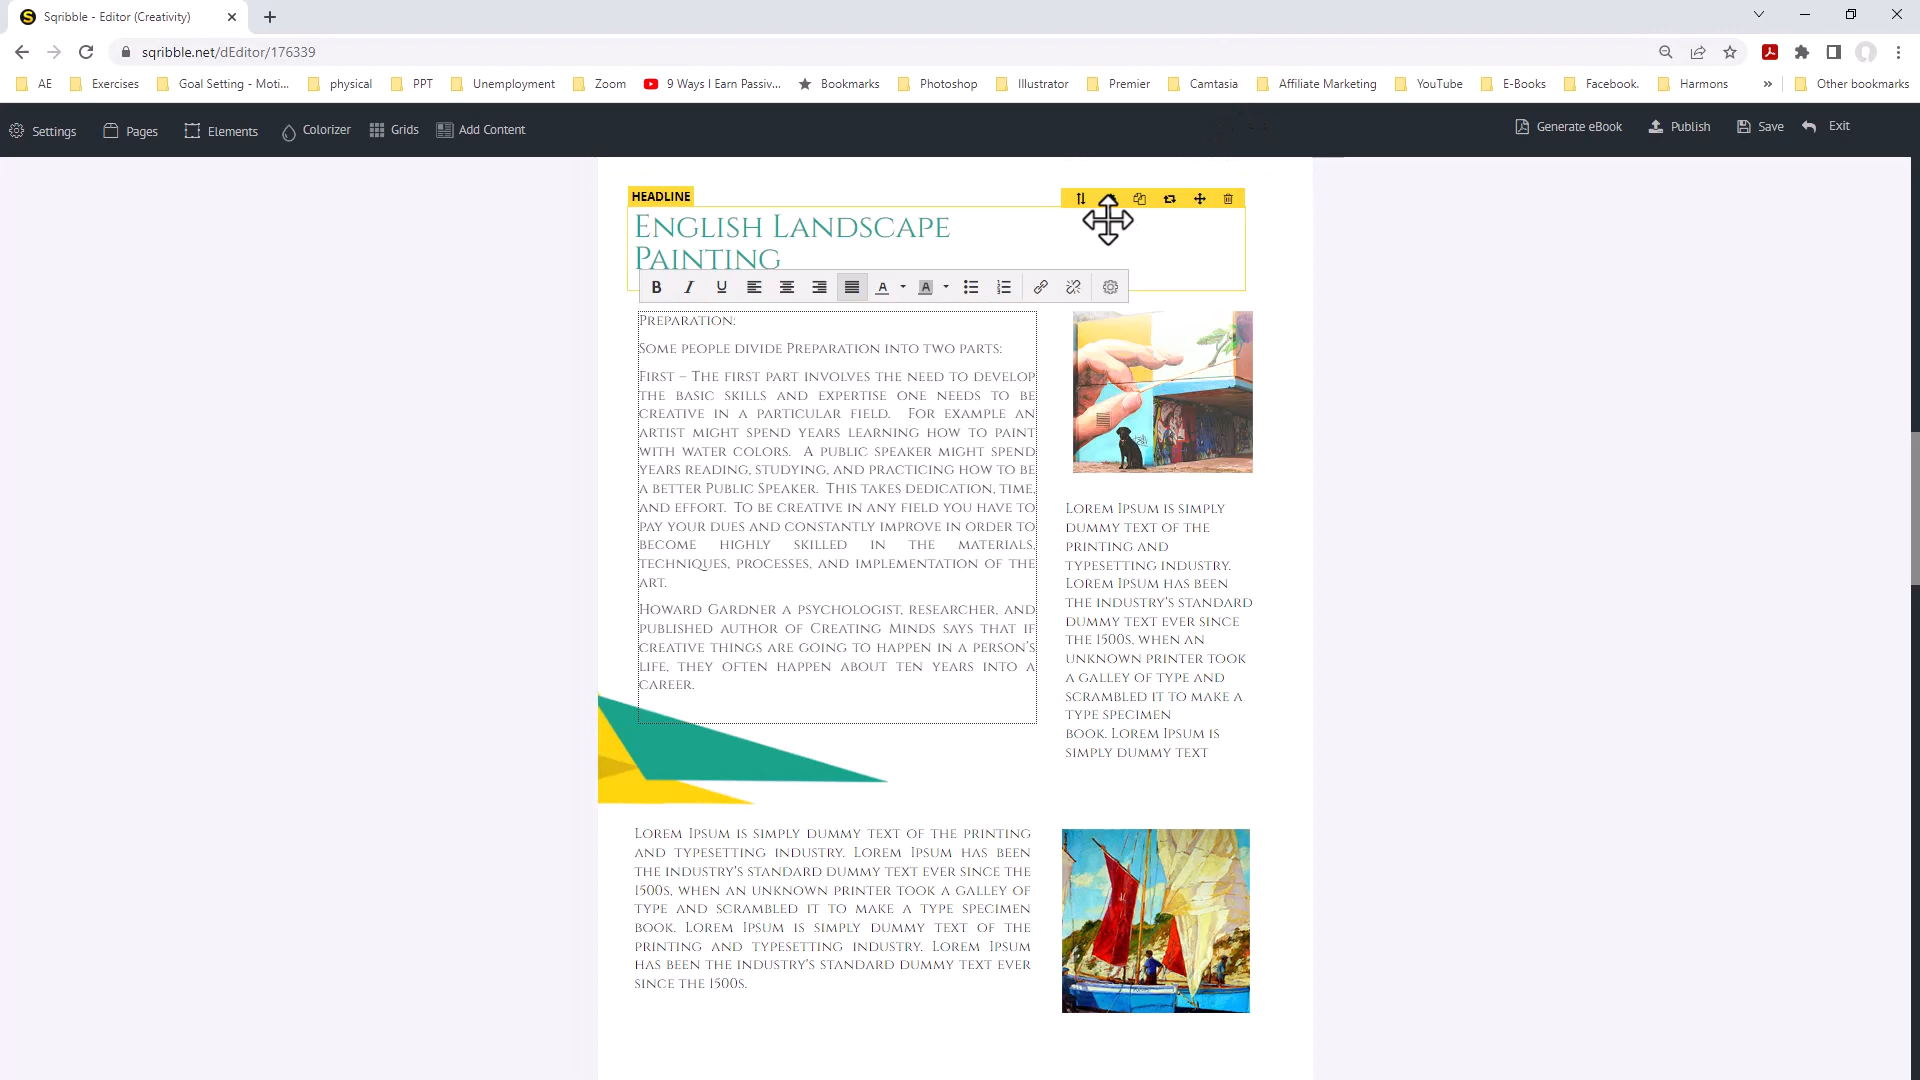 Sqribble - Editor (Creativity)
sqribble.net/dEditor/176339
AE Exercises Goal Setting - Moti... physical PPT Unemployment Zoom 9 Ways I Earn Passiv... Bookmarks Photoshop Illustrator Premier Camtasia Affiliate Marketing YouTube E-Books Facebook. Harmons » Other bookmarks
Settings Pages Elements Colorizer Grids Add Content Generate eBook Publish Save Exit
HEADLINE
English Landscape
Painting
B I U A A
Preparation:
Some people divide Preparation into two parts:
First – The first part involves the need to develop
the basic skills and expertise one needs to be
creative in a particular field. For example an
artist might spend years learning how to paint
with water colors. A public speaker might spend
years reading, studying, and practicing how to be
a better Public Speaker. This takes dedication, time,
and effort. To be creative in any field you have to
pay your dues and constantly improve in order to
become highly skilled in the materials,
techniques, processes, and implementation of the
art.
Howard Gardner a psychologist, researcher, and
published author of Creating Minds says that if
creative things are going to happen in a person's
life, they often happen about ten years into a
career.
Lorem Ipsum is simply
dummy text of the
printing and
typesetting industry.
Lorem Ipsum has been
the industry's standard
dummy text ever since
the 1500s, when an
unknown printer took
a galley of type and
scrambled it to make a
type specimen
book. Lorem Ipsum is
simply dummy text
Lorem Ipsum is simply dummy text of the printing
and typesetting industry. Lorem Ipsum has been
the industry's standard dummy text ever since the
1500s, when an unknown printer took a galley of
type and scrambled it to make a type specimen
book. Lorem Ipsum is simply dummy text of the
printing and typesetting industry. Lorem Ipsum
has been the industry's standard dummy text ever
since the 1500s.